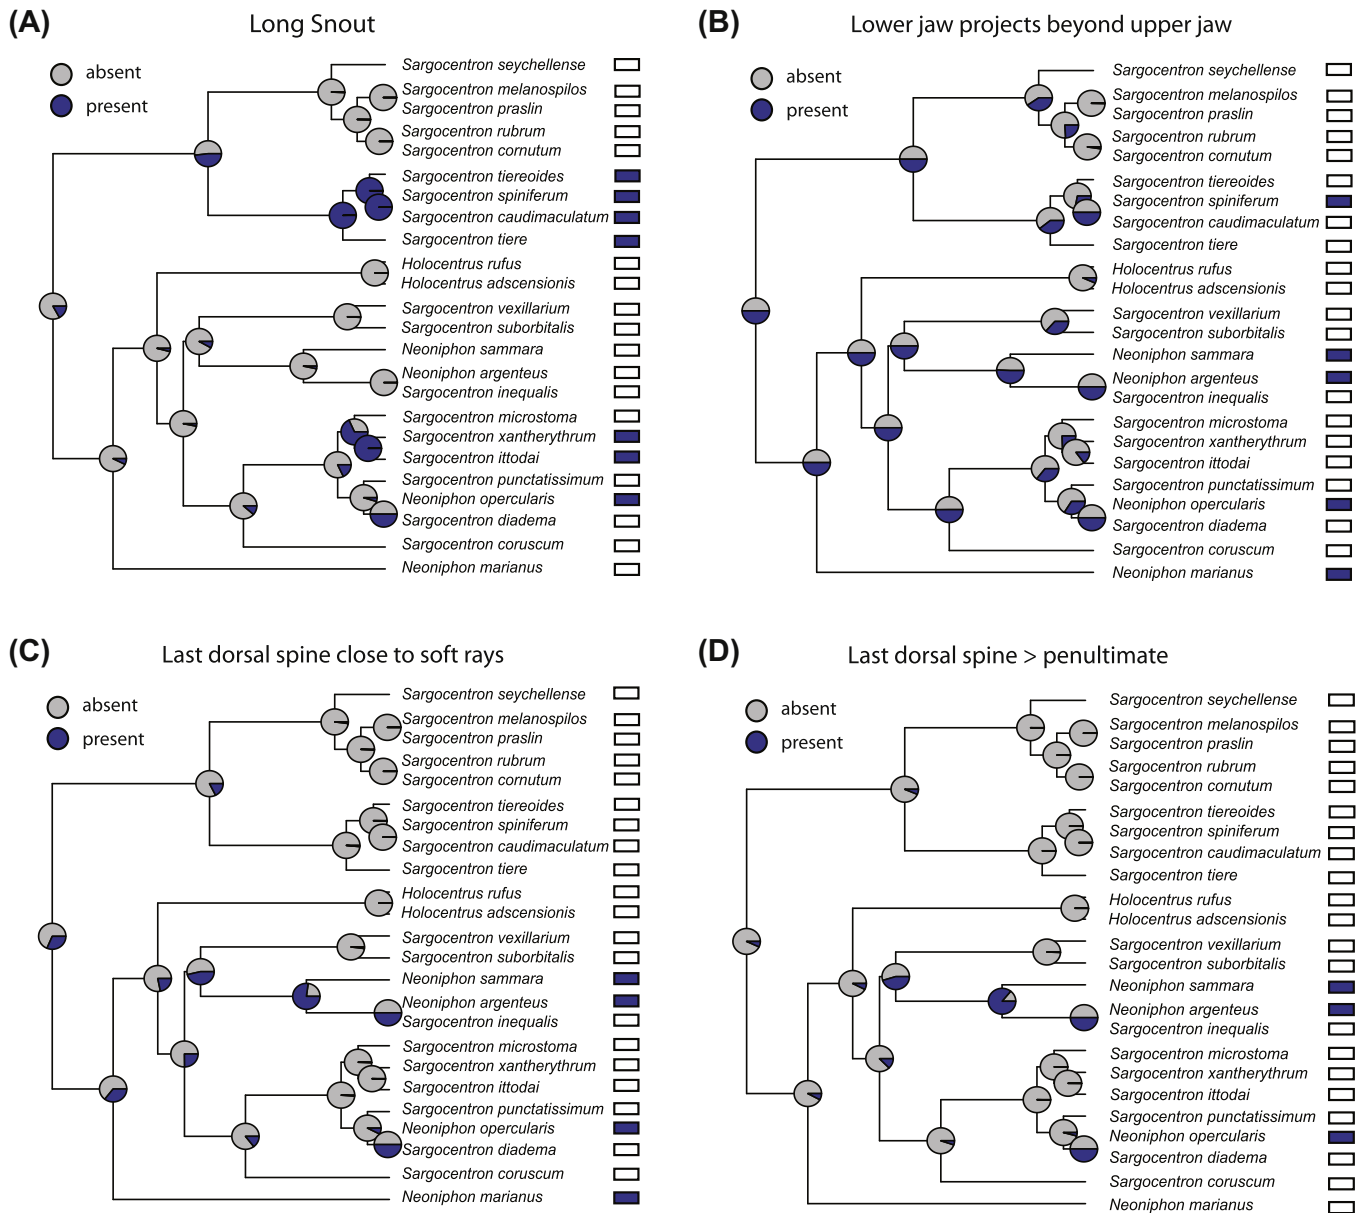 (A)
Long Snout
absent
present
Sargocentron seychellense
Sargocentron melanospilos
Sargocentron praslin
Sargocentron rubrum
Sargocentron cornutum
Sargocentron tiereoides
Sargocentron spiniferum
Sargocentron caudimaculatum
Sargocentron tiere
Holocentrus rufus
Holocentrus adscensionis
Sargocentron vexillarium
Sargocentron suborbitalis
Neoniphon sammara
Neoniphon argenteus
Sargocentron inequalis
Sargocentron microstoma
Sargocentron xantherythrum
Sargocentron ittodai
Sargocentron punctatissimum
Neoniphon opercularis
Sargocentron diadema
Sargocentron coruscum
Neoniphon marianus
(B)
Lower jaw projects beyond upper jaw
absent
present
Sargocentron seychellense
Sargocentron melanospilos
Sargocentron praslin
Sargocentron rubrum
Sargocentron cornutum
Sargocentron tiereoides
Sargocentron spiniferum
Sargocentron caudimaculatum
Sargocentron tiere
Holocentrus rufus
Holocentrus adscensionis
Sargocentron vexillarium
Sargocentron suborbitalis
Neoniphon sammara
Neoniphon argenteus
Sargocentron inequalis
Sargocentron microstoma
Sargocentron xantherythrum
Sargocentron ittodai
Sargocentron punctatissimum
Neoniphon opercularis
Sargocentron diadema
Sargocentron coruscum
Neoniphon marianus
(C)
Last dorsal spine close to soft rays
absent
present
Sargocentron seychellense
Sargocentron melanospilos
Sargocentron praslin
Sargocentron rubrum
Sargocentron cornutum
Sargocentron tiereoides
Sargocentron spiniferum
Sargocentron caudimaculatum
Sargocentron tiere
Holocentrus rufus
Holocentrus adscensionis
Sargocentron vexillarium
Sargocentron suborbitalis
Neoniphon sammara
Neoniphon argenteus
Sargocentron inequalis
Sargocentron microstoma
Sargocentron xantherythrum
Sargocentron ittodai
Sargocentron punctatissimum
Neoniphon opercularis
Sargocentron diadema
Sargocentron coruscum
Neoniphon marianus
(D)
Last dorsal spine > penultimate
absent
present
Sargocentron seychellense
Sargocentron melanospilos
Sargocentron praslin
Sargocentron rubrum
Sargocentron cornutum
Sargocentron tiereoides
Sargocentron spiniferum
Sargocentron caudimaculatum
Sargocentron tiere
Holocentrus rufus
Holocentrus adscensionis
Sargocentron vexillarium
Sargocentron suborbitalis
Neoniphon sammara
Neoniphon argenteus
Sargocentron inequalis
Sargocentron microstoma
Sargocentron xantherythrum
Sargocentron ittodai
Sargocentron punctatissimum
Neoniphon opercularis
Sargocentron diadema
Sargocentron coruscum
Neoniphon marianus